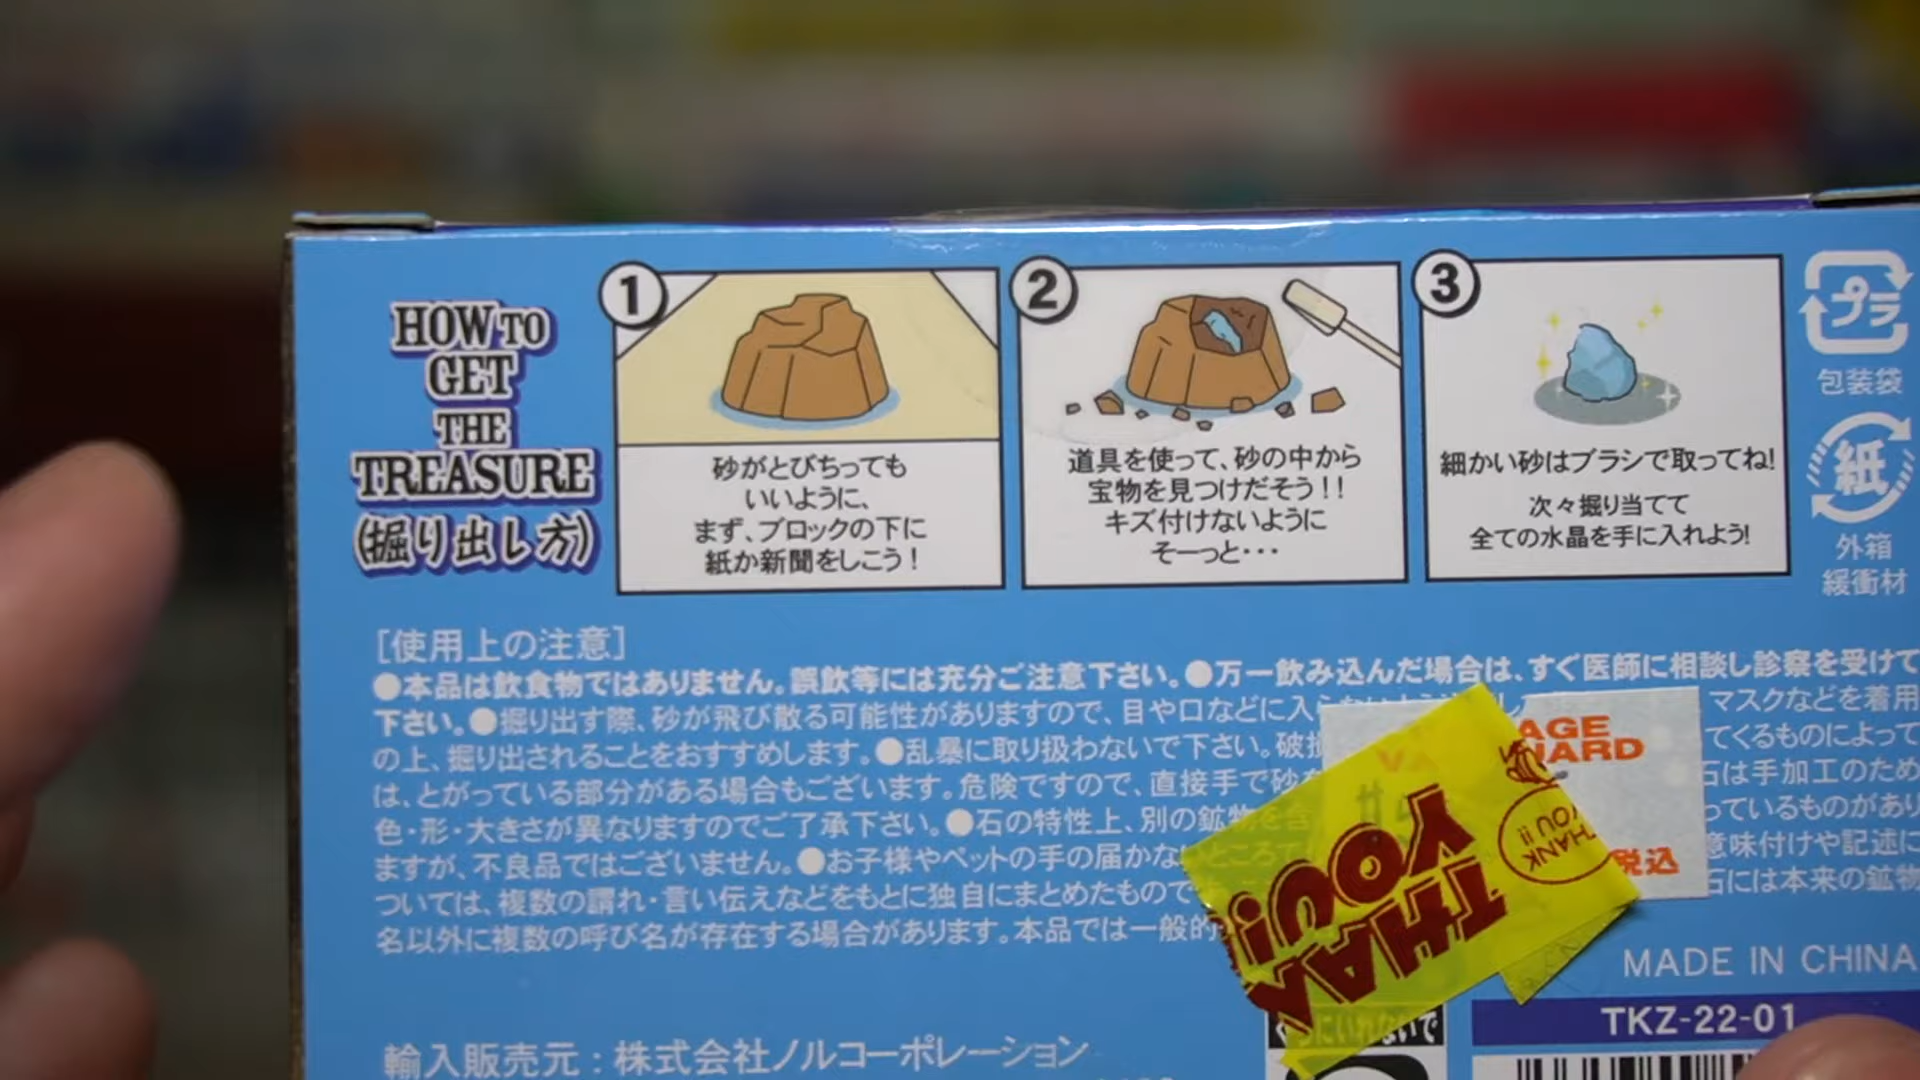 HOW TO
GET
THE
TREASURE
(掘り出し方)
1
砂がとびちっても
いいように、
まず、ブロックの下に
紙か新聞をしこう!
2
道具を使って、砂の中から
宝物を見つけだそう!!
キズ付けないように
そーっと・・・
3
細かい砂はブラシで取ってね!
次々掘り当てて
全ての水晶を手に入れよう!
プラ
包装袋
紙
外箱
緩衝材
[使用上の注意]
●本品は飲食物ではありません。誤飲等には充分ご注意下さい。●万一飲み込んだ場合は、すぐ医師に相談し診察を受けて
下さい。●掘り出す際、砂が飛び散る可能性がありますので、目や口などに入 マスクなどを着用
の上、掘り出されることをおすすめします。●乱暴に取り扱わないで下さい。破損 てくるものによって
は、とがっている部分がある場合もございます。危険ですので、直接手で砂を 石は手加工のため
色・形・大きさが異なりますのでご了承下さい。●石の特性上、別の鉱物を含 っているものがあり
ますが、不良品ではございません。●お子様やペットの手の届かないところで 意味付けや記述に
ついては、複数の謂れ・言い伝えなどをもとに独自にまとめたもので 石には本来の鉱物
名以外に複数の呼び名が存在する場合があります。本品では一般的
AGE
税込
THANK
YOU!!
THANK
YOU!!
MADE IN CHINA
TKZ-22-01
輸入販売元:株式会社ノルコーポレーション